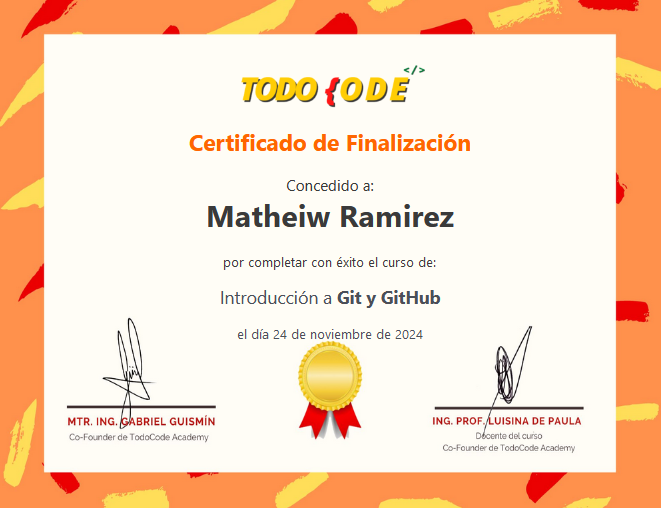 </>
TODO {ODE
Certificado de Finalización
Concedido a:
Matheiw Ramirez
por completar con éxito el curso de:
Introducción a Git y GitHub
el día 24 de noviembre de 2024
MTR. ING. GABRIEL GUISMÍN
Co-Founder de TodoCode Academy
ING. PROF. LUISINA DE PAULA
Docente del curso
Co-Founder de TodoCode Academy